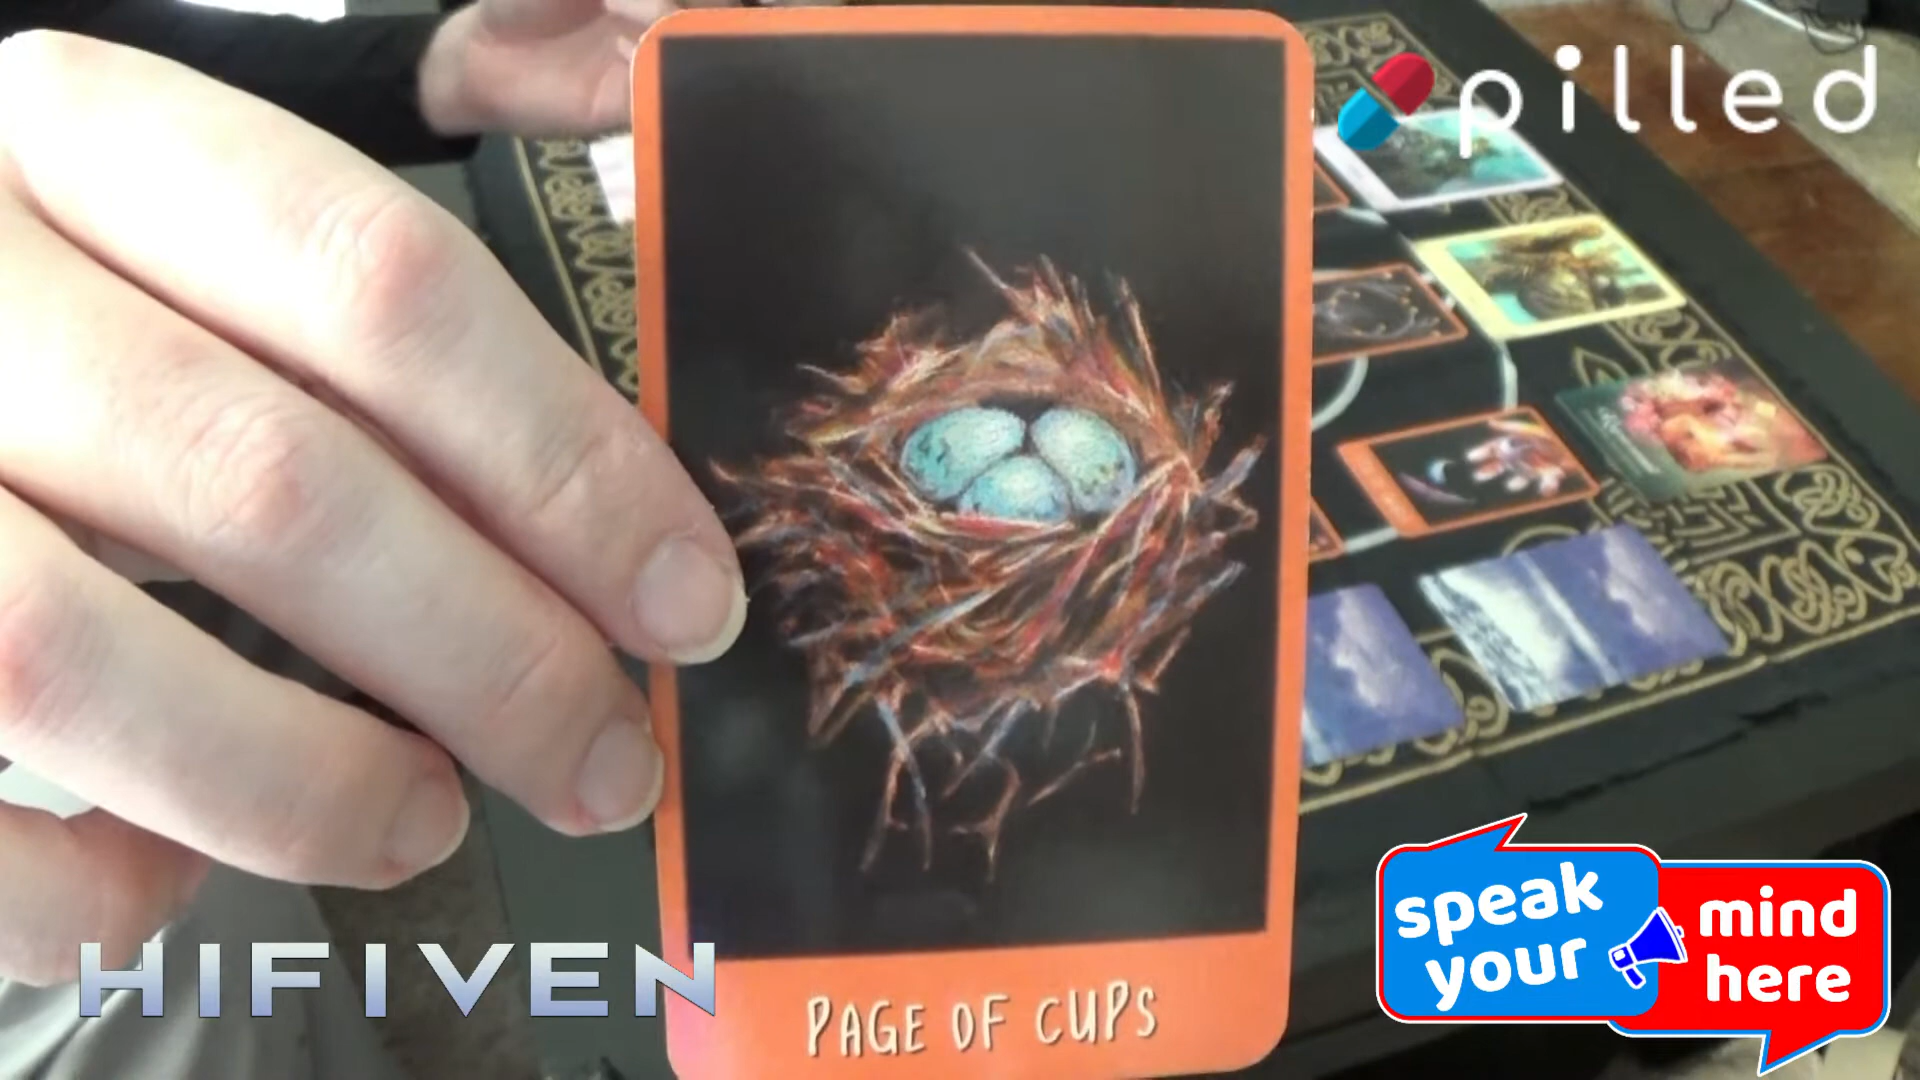 pilled
speak
your
mind
here
HIFIVEN
PAGE OF CUPS